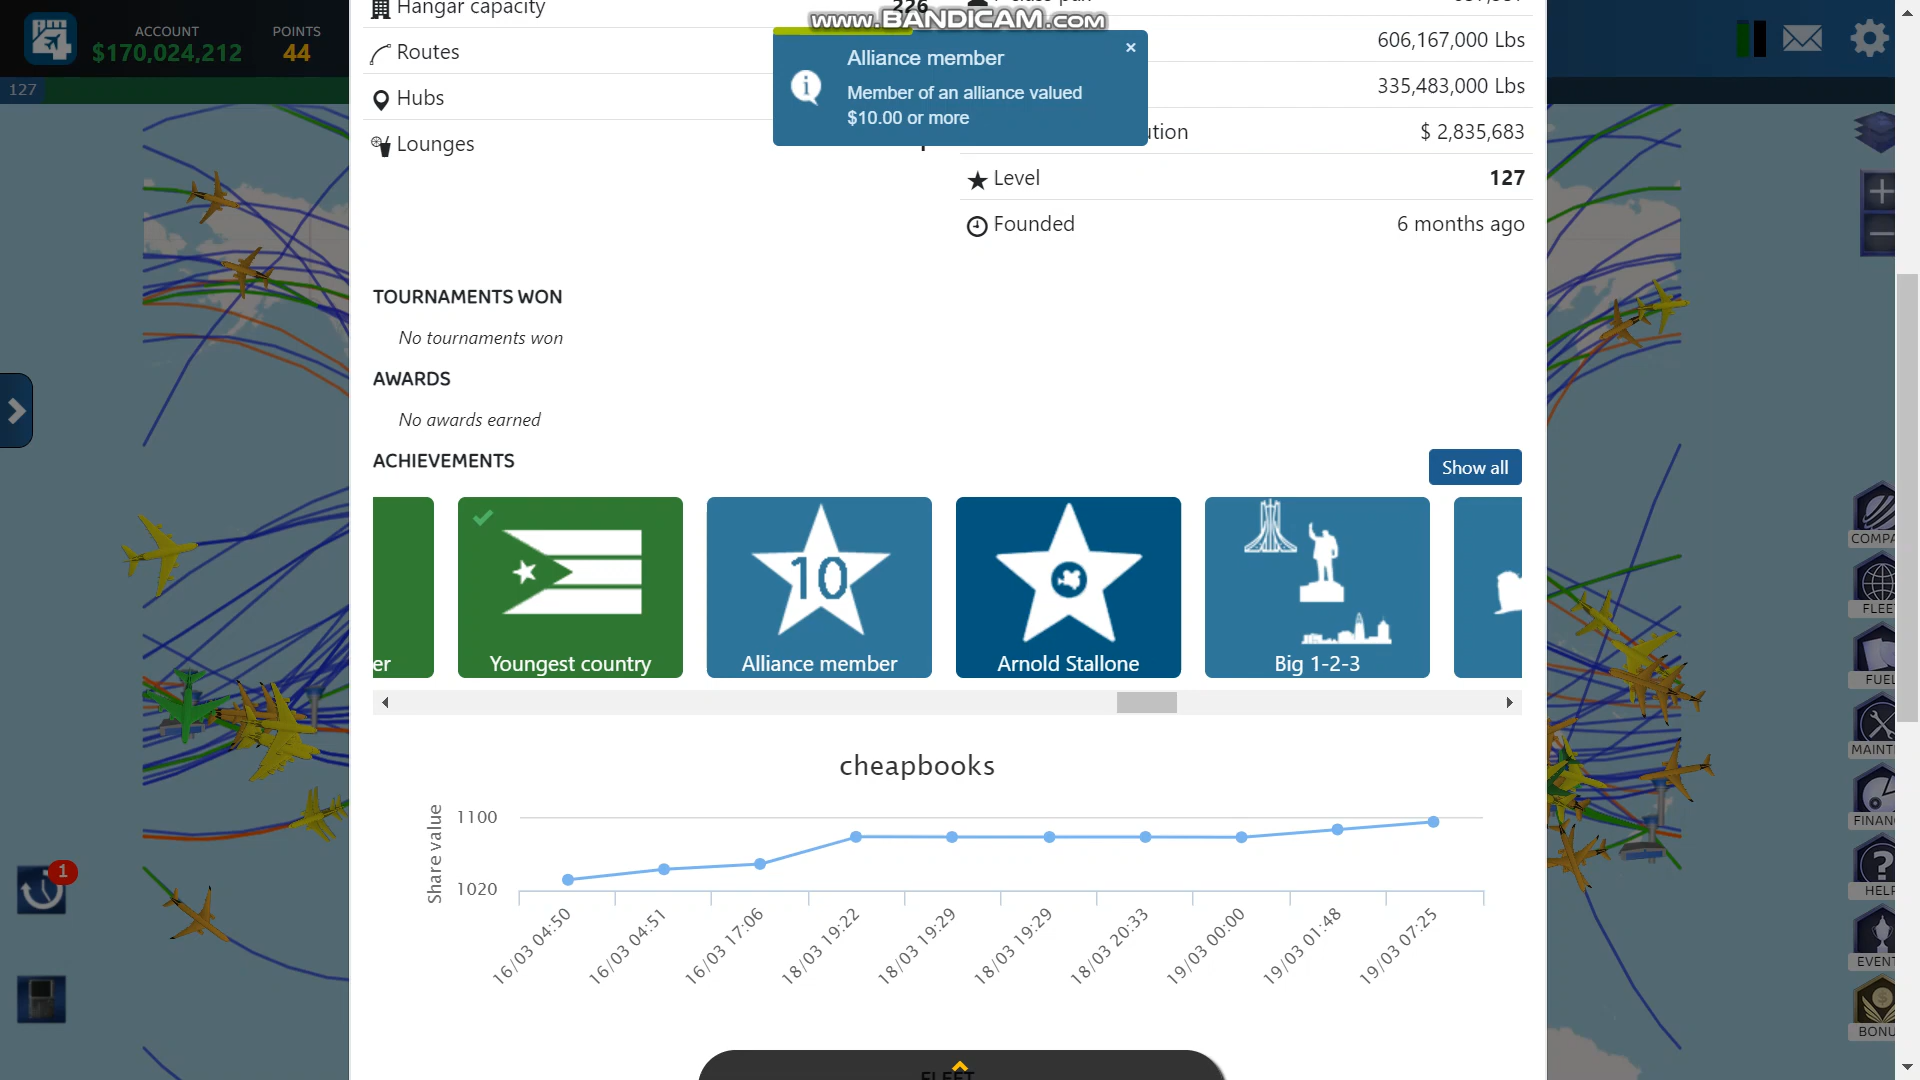 www.BANDICAM.com
ACCOUNT
$170,024,212
POINTS
44
127
Hangar capacity
226
Routes
Hubs
Lounges
Alliance member
×
Member of an alliance valued
$10.00 or more
606,167,000 Lbs
335,483,000 Lbs
ution
$ 2,835,683
Level
127
Founded
6 months ago
TOURNAMENTS WON
No tournaments won
AWARDS
No awards earned
ACHIEVEMENTS
Show all
er
Youngest country
10
Alliance member
Arnold Stallone
Big 1-2-3
cheapbooks
Share value
1100
1020
16/03 04:50
16/03 04:51
16/03 17:06
18/03 19:22
18/03 19:29
18/03 19:29
18/03 20:33
19/03 00:00
19/03 01:48
19/03 07:25
FLEET
1
COMPA
FLEET
FUEL
MAINT
FINANC
HELP
EVENT
BONU